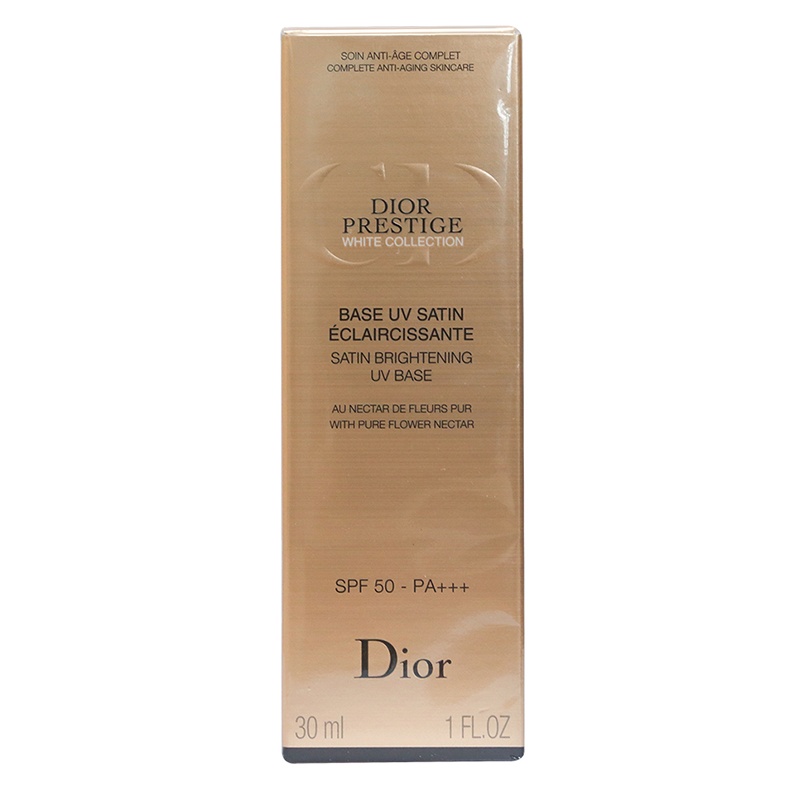 SOIN ANTI-ÂGE COMPLET
COMPLETE ANTI-AGING SKINCARE
DIOR
PRESTIGE
WHITE COLLECTION
BASE UV SATIN
ÉCLAIRCISSANTE
SATIN BRIGHTENING
UV BASE
AU NECTAR DE FLEURS PUR
WITH PURE FLOWER NECTAR
SPF 50 - PA+++
Dior
30 ml 1 FL.OZ